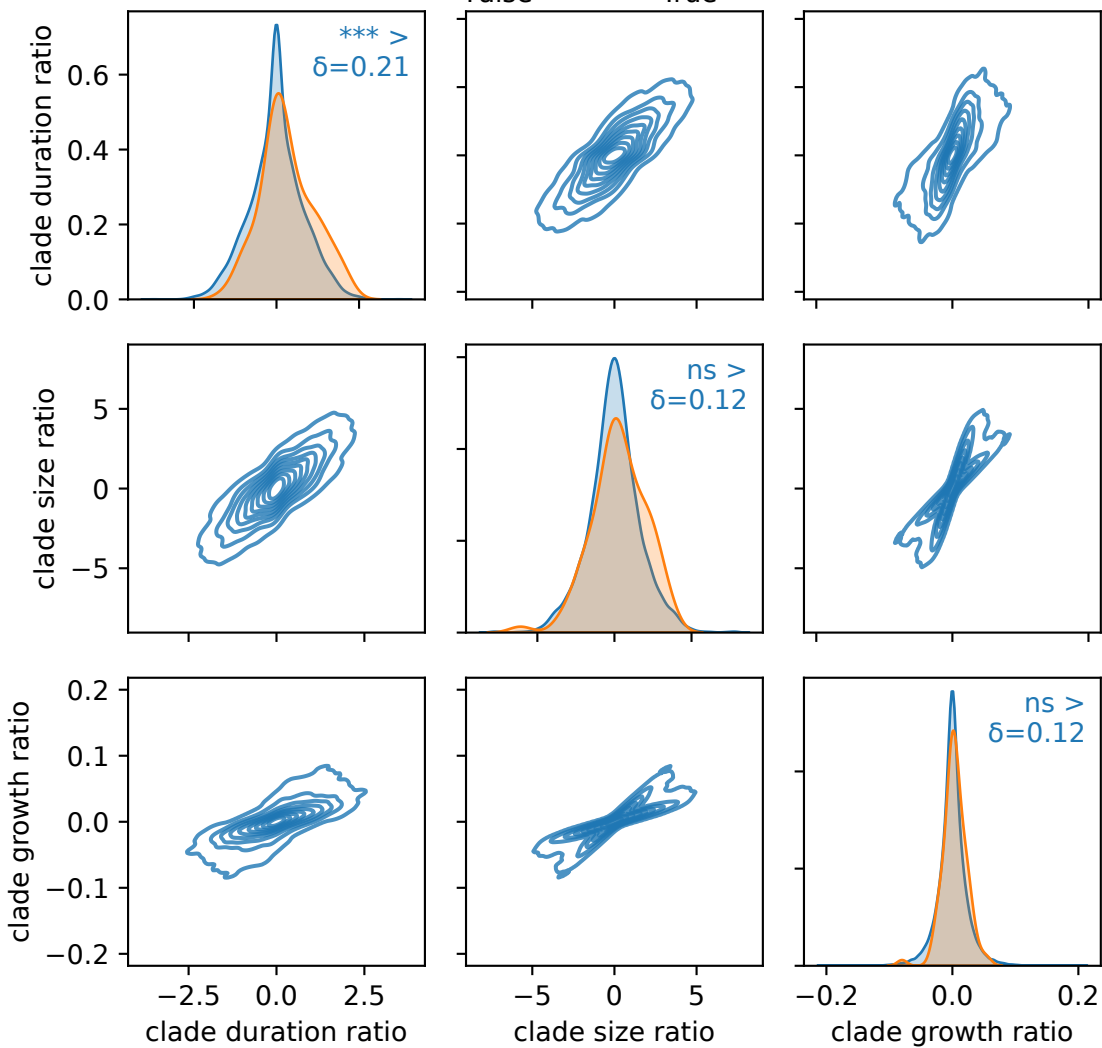 True
clade duration ratio
0.6
0.4
0.2
0.0
*** >
δ=0.21
clade size ratio
5
0
−5
ns >
δ=0.12
clade growth ratio
0.2
0.1
0.0
−0.1
−0.2
ns >
δ=0.12
−2.5 0.0 2.5
−5 0 5
−0.2 0.0 0.2
clade duration ratio
clade size ratio
clade growth ratio